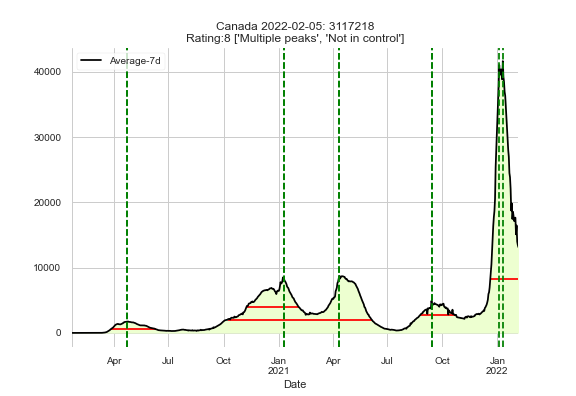 Canada 2022-02-05: 3117218
Rating:8 ['Multiple peaks', 'Not in control']
Average-7d
40000
30000
20000
10000
0
Apr Jul Oct Jan Apr Jul Oct Jan
2021 2022
Date